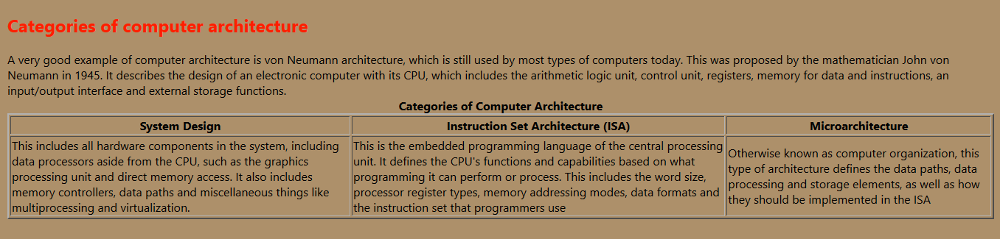 Categories of computer architecture
A very good example of computer architecture is von Neumann architecture, which is still used by most types of computers today. This was proposed by the mathematician John von
Neumann in 1945. It describes the design of an electronic computer with its CPU, which includes the arithmetic logic unit, control unit, registers, memory for data and instructions, an
input/output interface and external storage functions.
Categories of Computer Architecture
System Design
Instruction Set Architecture (ISA)
Microarchitecture
This includes all hardware components in the system, including
data processors aside from the CPU, such as the graphics
processing unit and direct memory access. It also includes
memory controllers, data paths and miscellaneous things like
multiprocessing and virtualization.
This is the embedded programming language of the central processing
unit. It defines the CPU's functions and capabilities based on what
programming it can perform or process. This includes the word size,
processor register types, memory addressing modes, data formats and
the instruction set that programmers use
Otherwise known as computer organization, this
type of architecture defines the data paths, data
processing and storage elements, as well as how
they should be implemented in the ISA